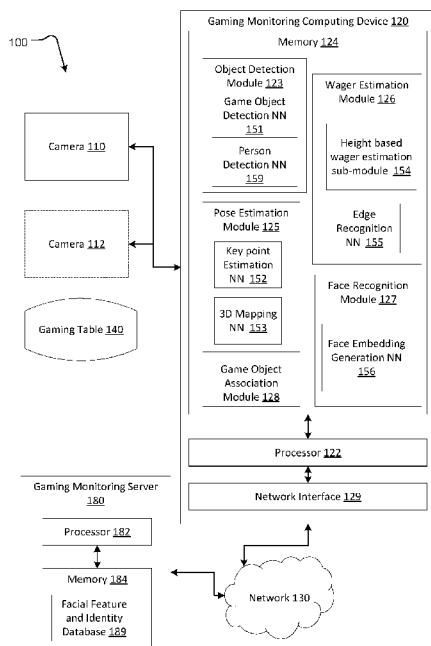 100
Gaming Monitoring Computing Device 120
Memory 124
Object Detection
Module 123
Game Object
Detection NN
151
Person
Detection NN
159
Wager Estimation
Module 126
Height based
wager estimation
sub-module 154
Edge
Recognition
NN 155
Camera 110
Camera 112
Gaming Table 140
Pose Estimation
Module 125
Key point
Estimation
NN 152
3D Mapping
NN 153
Game Object
Association
Module 128
Face Recognition
Module 127
Face Embedding
Generation NN
156
Processor 122
Network Interface 129
Gaming Monitoring Server
180
Processor 182
Memory 184
Facial Feature
and Identity
Database 189
Network 130